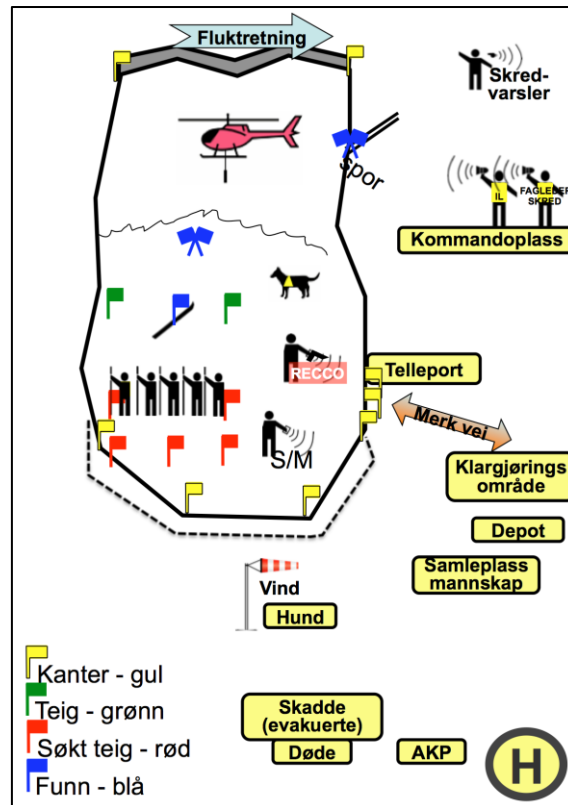 Fluktretning
Skred-
varsler
spor
IL
FAGLEDER
SKRED
Kommandoplass
RECCO
Telleport
Merk vei
S/M
Klargjørings
område
Depot
Samleplass
mannskap
Vind
Hund
Kanter - gul
Teig - grønn
Søkt teig - rød
Funn - blå
Skadde
(evakuerte)
Døde
AKP
H